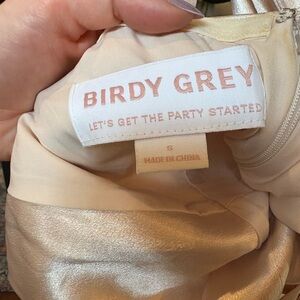 BIRDY GREY
LET'S GET THE PARTY STARTED
S
MADE IN CHINA